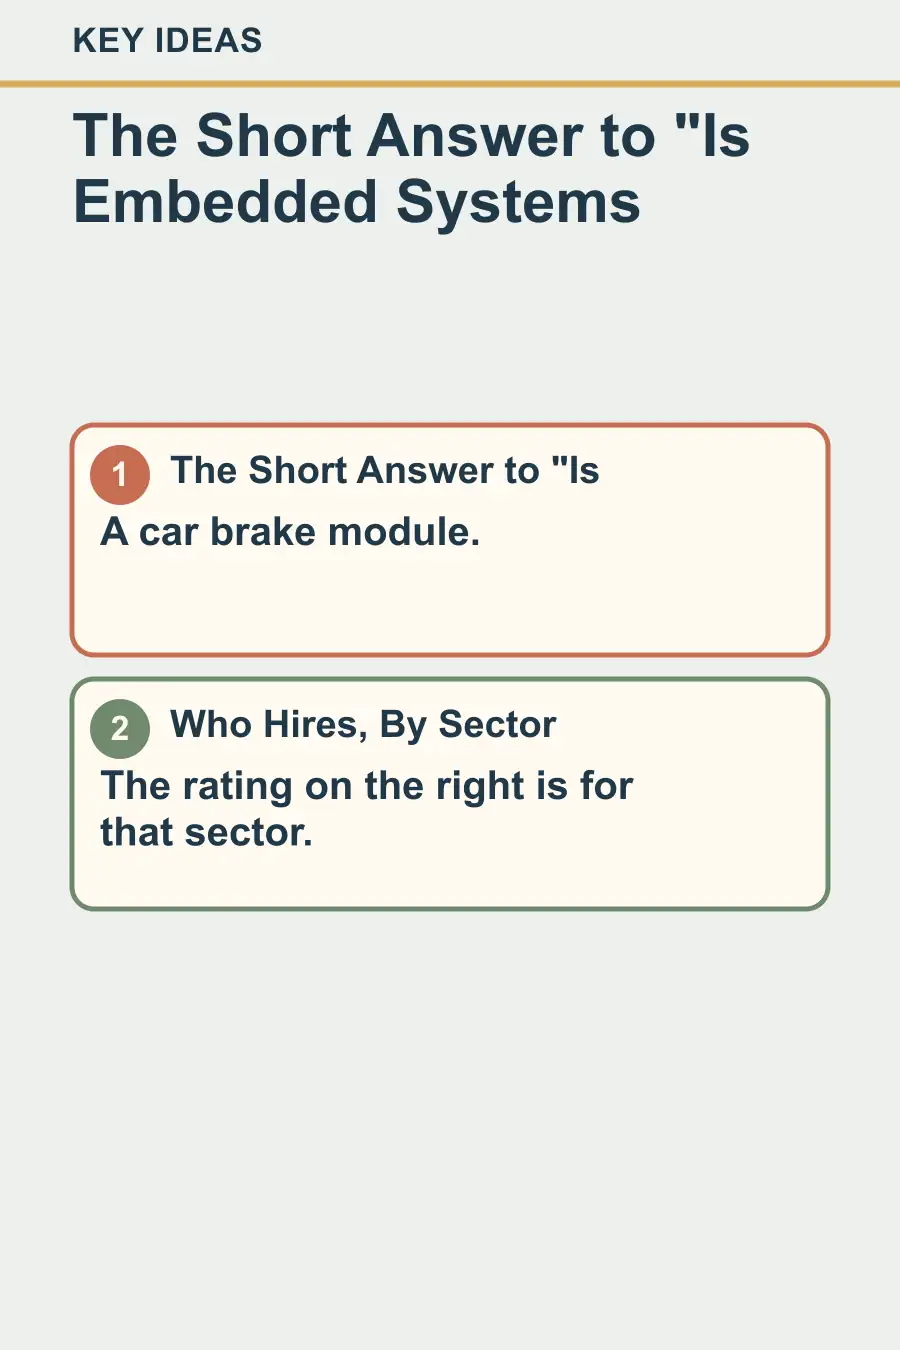 KEY IDEAS
The Short Answer to "Is
Embedded Systems
1 The Short Answer to "Is
A car brake module.
2 Who Hires, By Sector
The rating on the right is for
that sector.